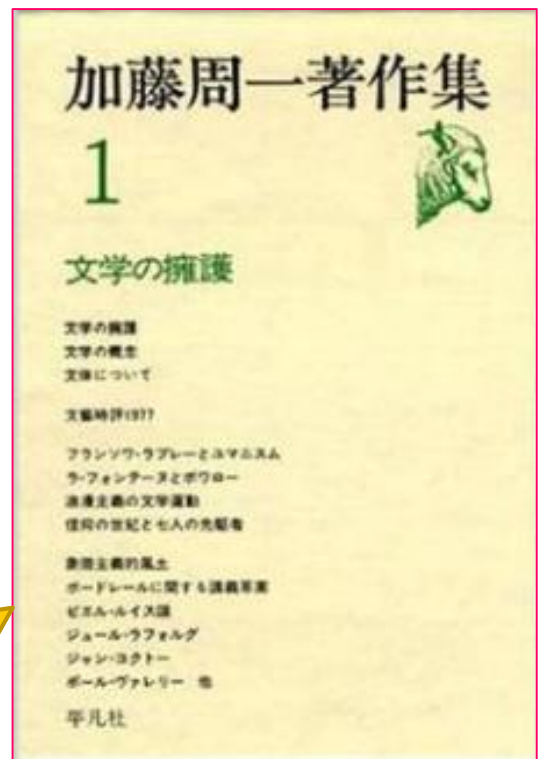 加藤周一著作集
1
文学の擁護
文学の擁護
文学の概念
文体について
文藝時評1977
フランソワ・ラブレーとユマニスム
ラ・フォンテーヌとボワロー
浪漫主義の文学運動
信仰の世紀と七人の先駆者
象徴主義的風土
ボードレールに関する講義草案
ピエル・ルイス論
ジュール・ラフォルグ
ジャン・コクトー
ポール・ヴァレリー 他
平凡社